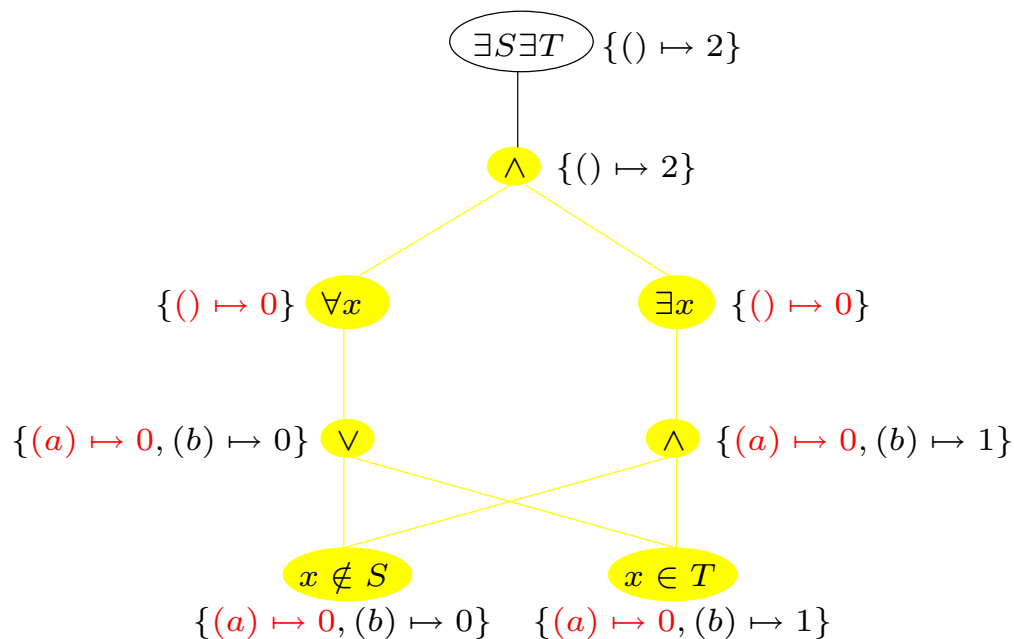 ∃S∃T {() ↦ 2}
∧ {() ↦ 2}
{() ↦ 0} ∀x ∃x {() ↦ 0}
{(a) ↦ 0, (b) ↦ 0} ∨ ∧ {(a) ↦ 0, (b) ↦ 1}
x ∉ S x ∈ T
{(a) ↦ 0, (b) ↦ 0} {(a) ↦ 0, (b) ↦ 1}